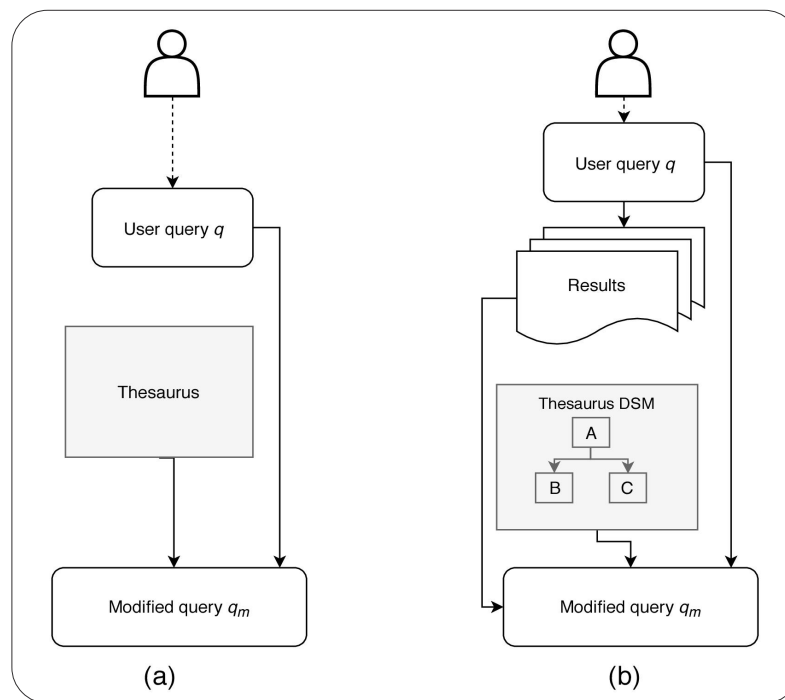 User query q
Thesaurus
Modified query qm
(a)
User query q
Results
Thesaurus DSM
A
B
C
Modified query qm
(b)